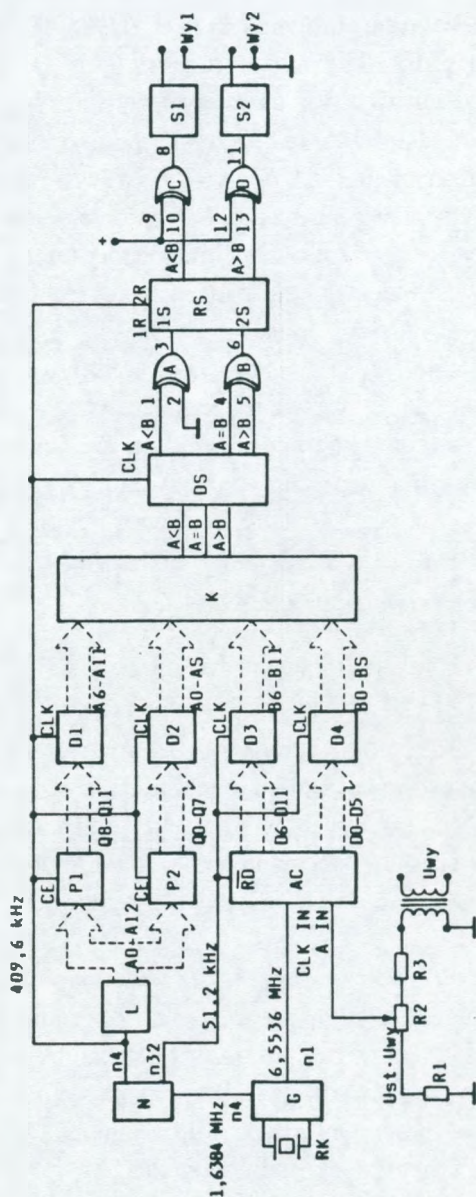 409,6 kHz
1,6384 MHz
n4
RK
G
6,5536 MHz
n1
N
n4
n32
L
A0-A12
51,2 kHz
CE
P1
CE
P2
RD
AC
CLK IN
A IN
Q8-Q11
Q0-Q7
D6-D11
D0-D5
CLK
D1
CLK
D2
CLK
D3
CLK
D4
A6-A11
A0-A5
B6-B11
B0-B5
K
A<B
A=B
A>B
CLK
DS
A<B 1
2
A=B 4
A>B 5
A
3
B
6
1R 2R
1S
RS
2S
+
9
A<B 10
12
A>B 13
C
8
D
11
S1
S2
Wy1
Wy2
Ust-Uwy
R1
R2
R3
Uwy